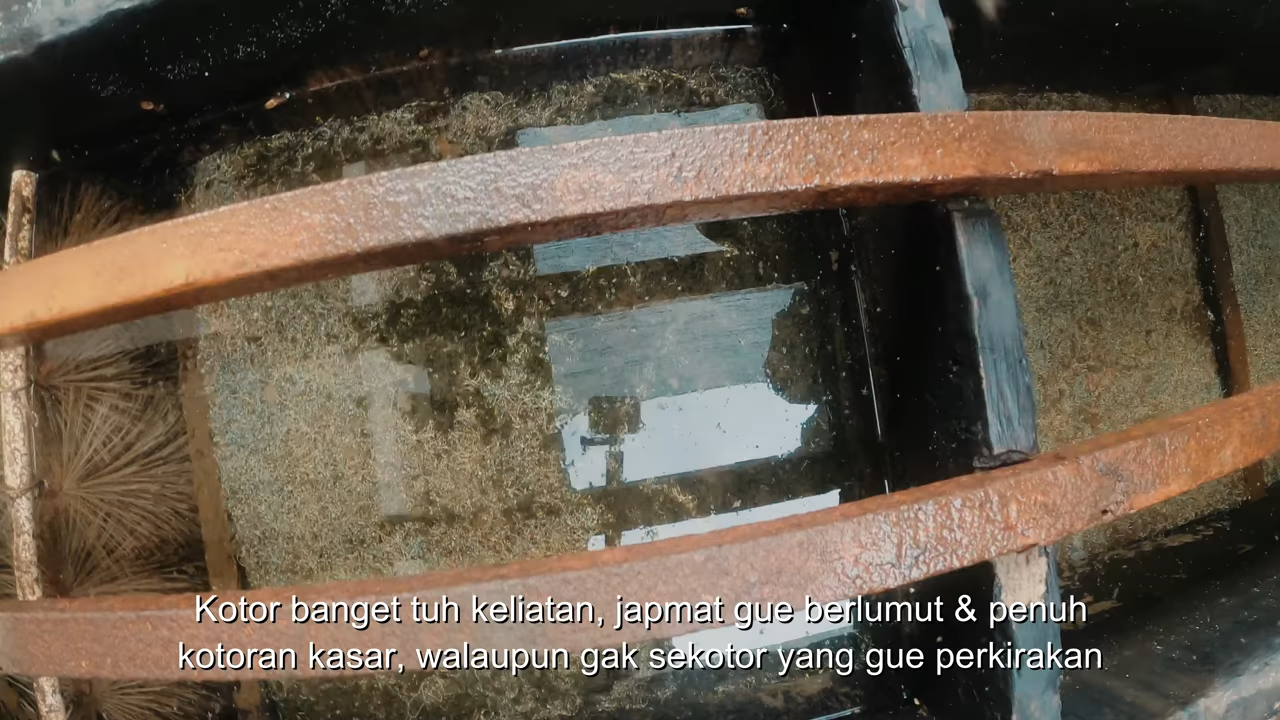 Kotor banget tuh keliatan, japmat gue berlumut & penuh
kotoran kasar, walaupun gak sekotor yang gue perkirakan